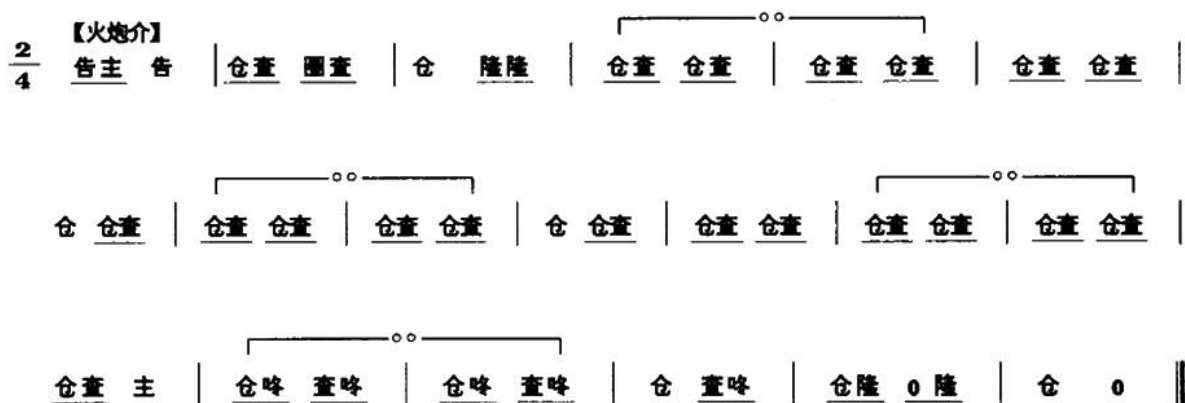 【火炮介】
2/4 告主 告 | 仓查 圈查 | 仓 隆隆 | 仓查 仓查 | 仓查 仓查 | 仓查 仓查 |
仓 仓查 | 仓查 仓查 | 仓查 仓查 | 仓 仓查 | 仓查 仓查 | 仓查 仓查 | 仓查 仓查 |
仓查 主 | 仓咚 查咚 | 仓咚 查咚 | 仓 查咚 | 仓隆 0 隆 | 仓 0 ‖